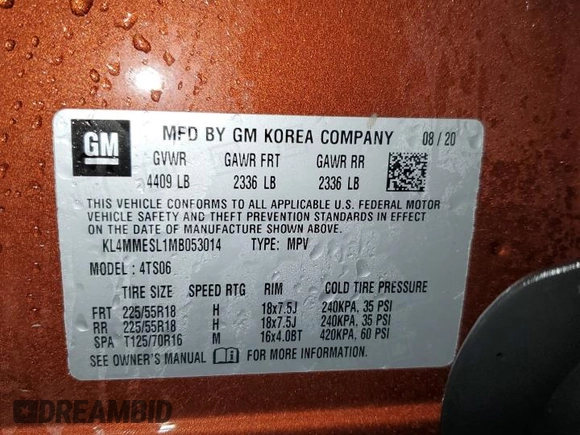 GM
MFD BY GM KOREA COMPANY 08 / 20
GVWR GAWR FRT GAWR RR
4409 LB 2336 LB 2336 LB
THIS VEHICLE CONFORMS TO ALL APPLICABLE U.S. FEDERAL MOTOR
VEHICLE SAFETY AND THEFT PREVENTION STANDARDS IN EFFECT
ON THE DATE OF MANUFACTURE SHOWN ABOVE.
KL4MMESL1MB053014 TYPE: MPV
MODEL : 4TS06
TIRE SIZE SPEED RTG RIM COLD TIRE PRESSURE
FRT 225/55R18 H 18x7.5J 240KPA, 35 PSI
RR 225/55R18 H 18x7.5J 240KPA, 35 PSI
SPA T125/70R16 M 16x4.0BT 420KPA, 60 PSI
SEE OWNER'S MANUAL FOR MORE INFORMATION.
DREAMBID